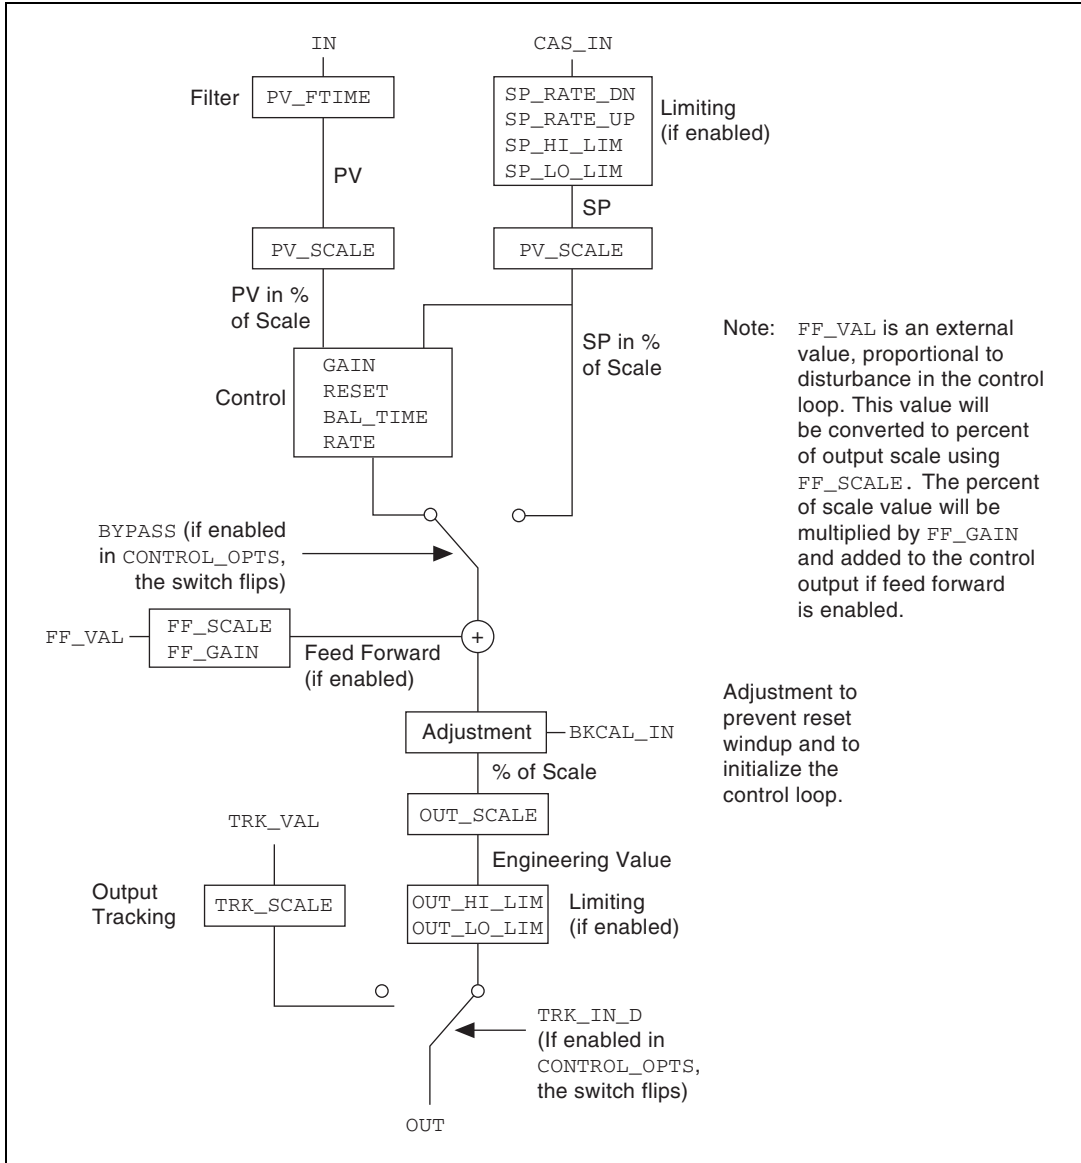 IN
CAS_IN
Filter
PV_FTIME
SP_RATE_DN
SP_RATE_UP
SP_HI_LIM
SP_LO_LIM
Limiting
(if enabled)
PV
SP
PV_SCALE
PV_SCALE
PV in %
of Scale
SP in %
of Scale
Control
GAIN
RESET
BAL_TIME
RATE
Note: FF_VAL is an external
value, proportional to
disturbance in the control
loop. This value will
be converted to percent
of output scale using
FF_SCALE. The percent
of scale value will be
multiplied by FF_GAIN
and added to the control
output if feed forward
is enabled.
BYPASS (if enabled
in CONTROL_OPTS,
the switch flips)
FF_VAL
FF_SCALE
FF_GAIN
Feed Forward
(if enabled)
+
Adjustment
BKCAL_IN
Adjustment to
prevent reset
windup and to
initialize the
control loop.
% of Scale
OUT_SCALE
TRK_VAL
Engineering Value
Output
Tracking
TRK_SCALE
OUT_HI_LIM
OUT_LO_LIM
Limiting
(if enabled)
TRK_IN_D
(If enabled in
CONTROL_OPTS,
the switch flips)
OUT